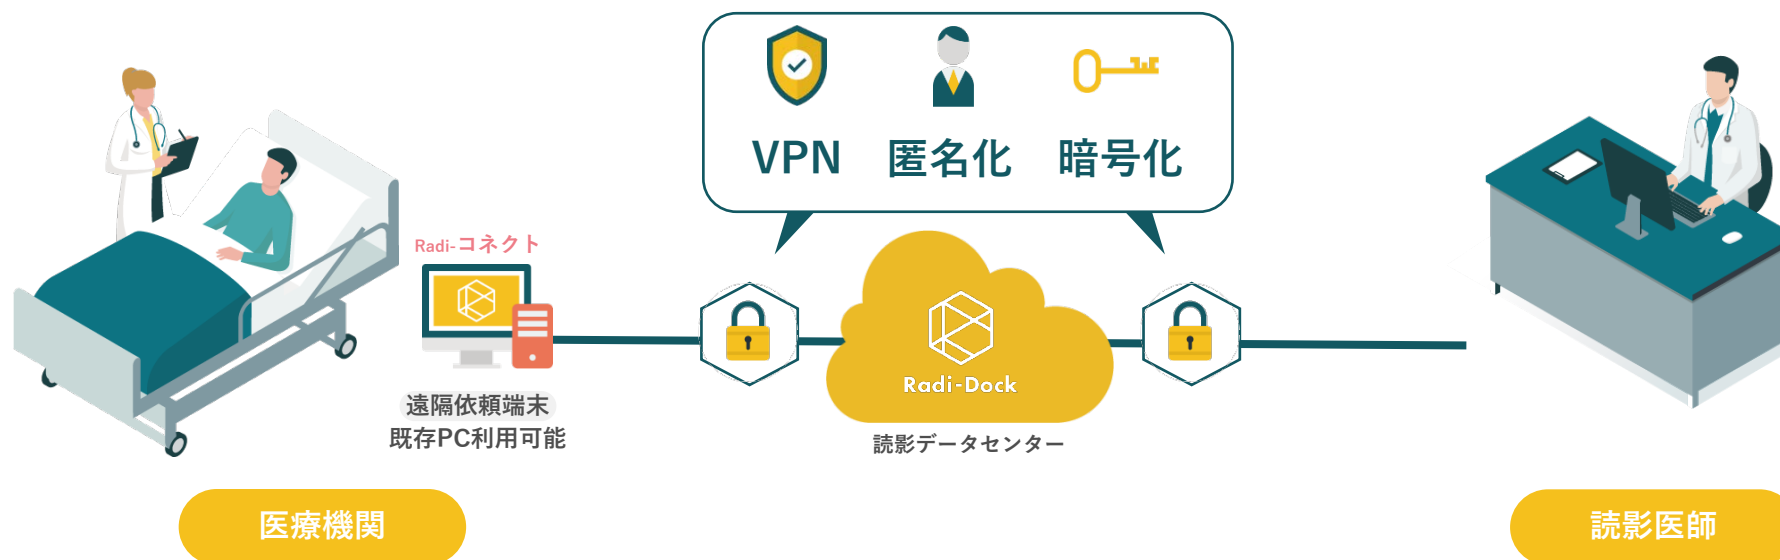 VPN 匿名化 暗号化
Radi-コネクト
Radi-Dock
遠隔依頼端末
既存PC利用可能
読影データセンター
医療機関
読影医師